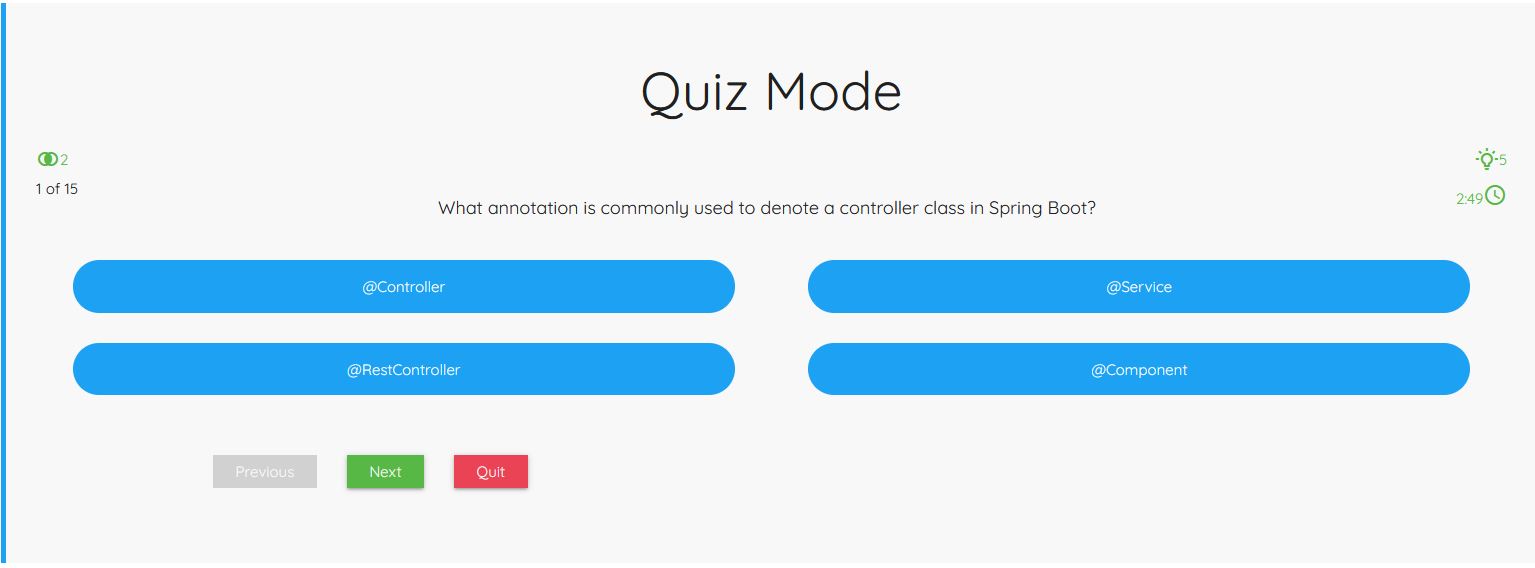 Quiz Mode
2
5
1 of 15
2:49
What annotation is commonly used to denote a controller class in Spring Boot?
@Controller
@Service
@RestController
@Component
Previous
Next
Quit